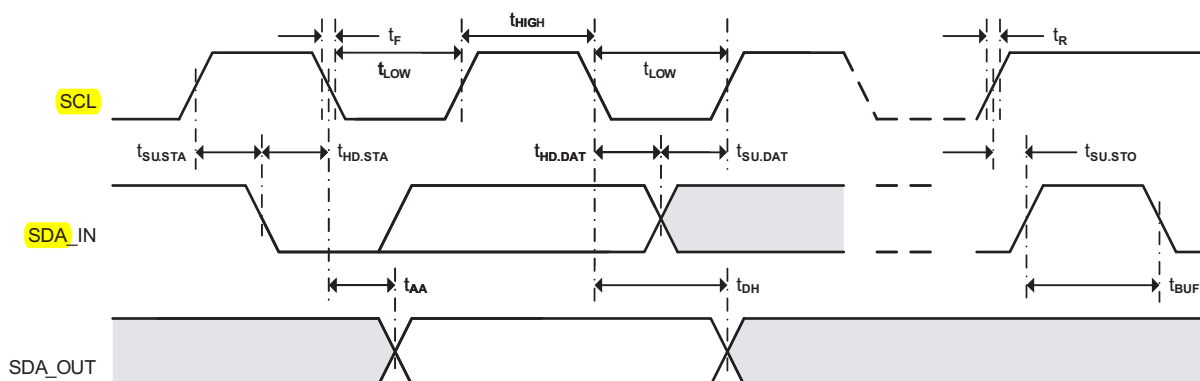 tHIGH
tF
tR
tLOW
tLOW
SCL
tSU.STA
tHD.STA
tHD.DAT
tSU.DAT
tSU.STO
SDA_IN
tAA
tDH
tBUF
SDA_OUT